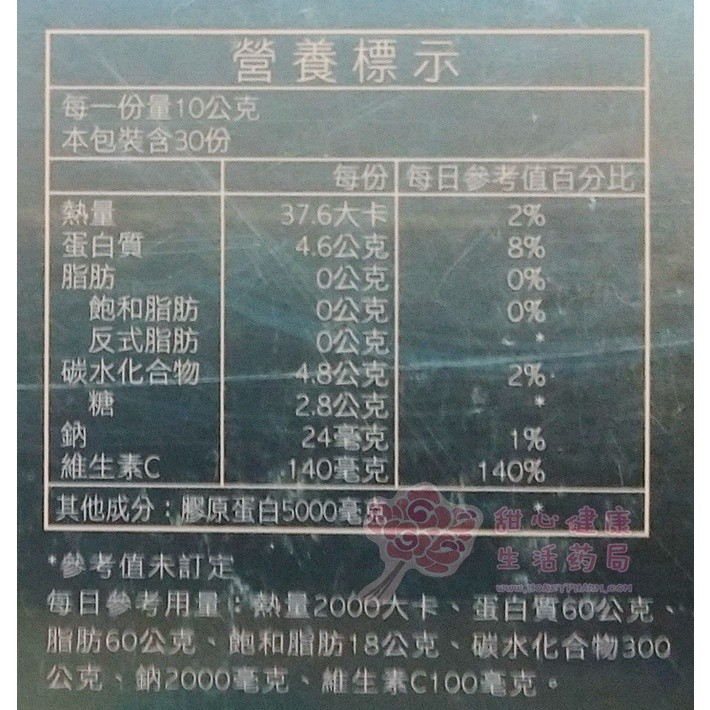 營養標示
每一份量10公克
本包裝含30份
每份 每日參考值百分比
熱量 37.6大卡 2%
蛋白質 4.6公克 8%
脂肪 0公克 0%
飽和脂肪 0公克 0%
反式脂肪 0公克 *
碳水化合物 4.8公克 2%
糖 2.8公克 *
鈉 24毫克 1%
維生素C 140毫克 140%
其他成分：膠原蛋白5000毫克 *
甜心健康
生活药局
www.honeypharm.com
*參考值未訂定
每日參考用量：熱量2000大卡、蛋白質60公克、
脂肪60公克、飽和脂肪18公克、碳水化合物300
公克、鈉2000毫克、維生素C100毫克。